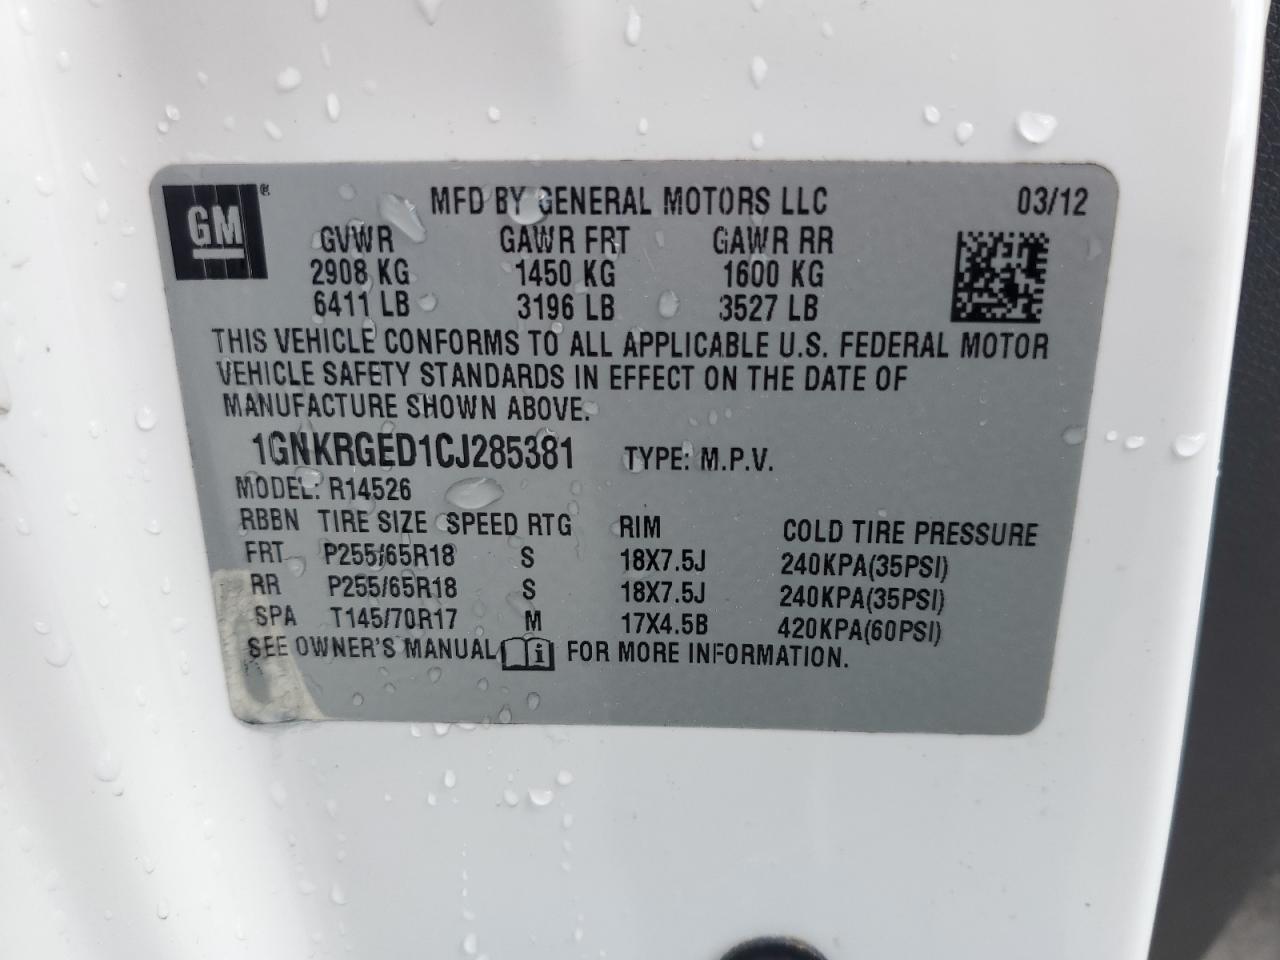 GM ® MFD BY GENERAL MOTORS LLC 03/12
GVWR GAWR FRT GAWR RR
2908 KG 1450 KG 1600 KG
6411 LB 3196 LB 3527 LB
THIS VEHICLE CONFORMS TO ALL APPLICABLE U.S. FEDERAL MOTOR
VEHICLE SAFETY STANDARDS IN EFFECT ON THE DATE OF
MANUFACTURE SHOWN ABOVE.
1GNKRGED1CJ285381 TYPE: M.P.V.
MODEL: R14526
RBBN TIRE SIZE SPEED RTG RIM COLD TIRE PRESSURE
FRT P255/65R18 S 18X7.5J 240KPA(35PSI)
RR P255/65R18 S 18X7.5J 240KPA(35PSI)
SPA T145/70R17 M 17X4.5B 420KPA(60PSI)
SEE OWNER'S MANUAL i FOR MORE INFORMATION.